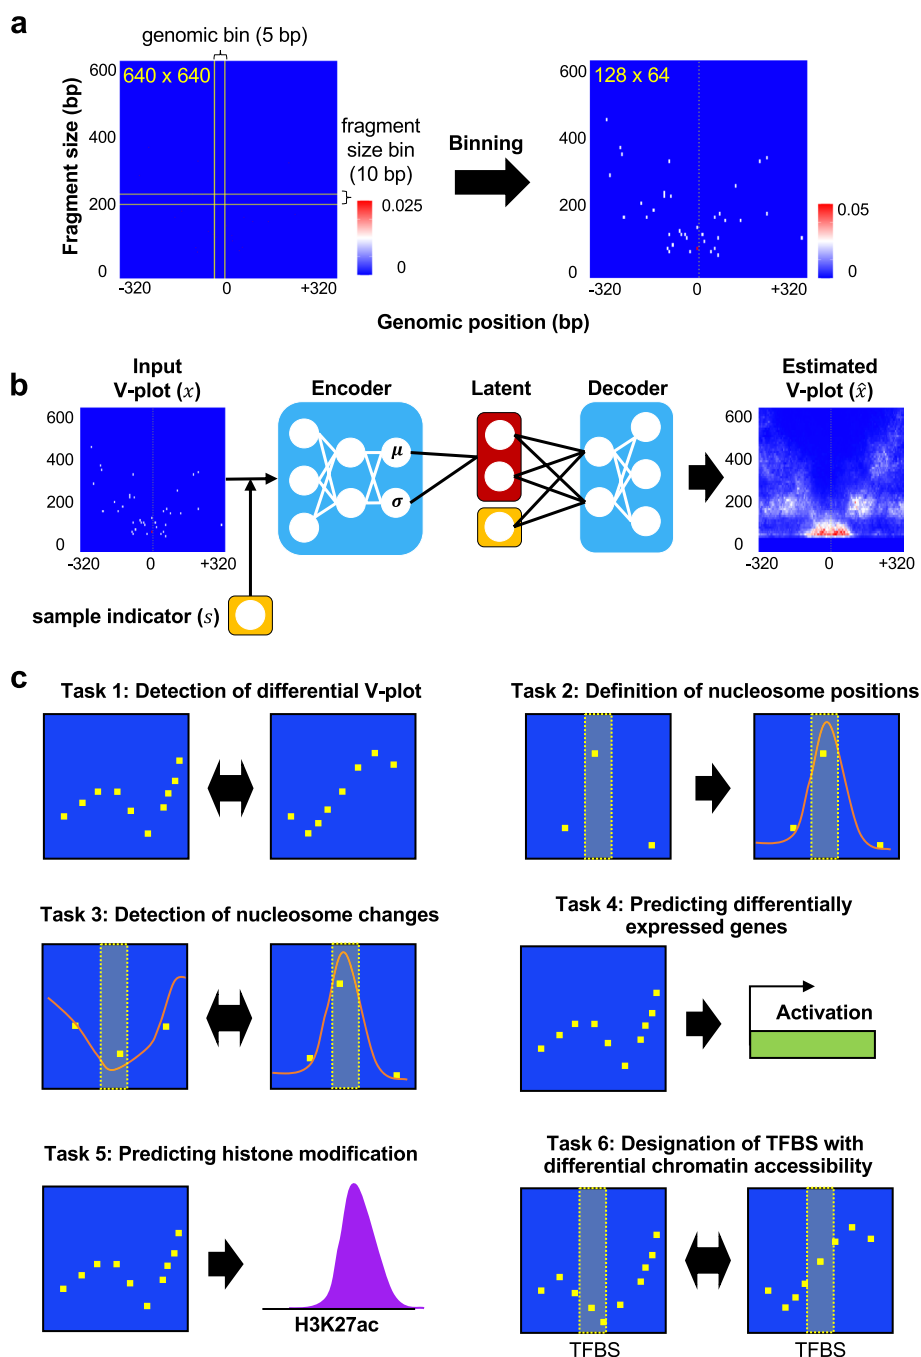 a
genomic bin (5 bp)
640 x 640
600
400
200
0
Fragment size (bp)
-320
0
+320
fragment
size bin
(10 bp)
0.025
0
Binning
128 x 64
600
400
200
0
-320
0
+320
0.05
0
Genomic position (bp)
b
Input
V-plot (x)
600
400
200
0
-320
0
+320
sample indicator (s)
Encoder
μ
σ
Latent
Decoder
Estimated
V-plot (x̂)
600
400
200
0
-320
0
+320
c
Task 1: Detection of differential V-plot
Task 2: Definition of nucleosome positions
Task 3: Detection of nucleosome changes
Task 4: Predicting differentially
expressed genes
Activation
Task 5: Predicting histone modification
H3K27ac
Task 6: Designation of TFBS with
differential chromatin accessibility
TFBS
TFBS